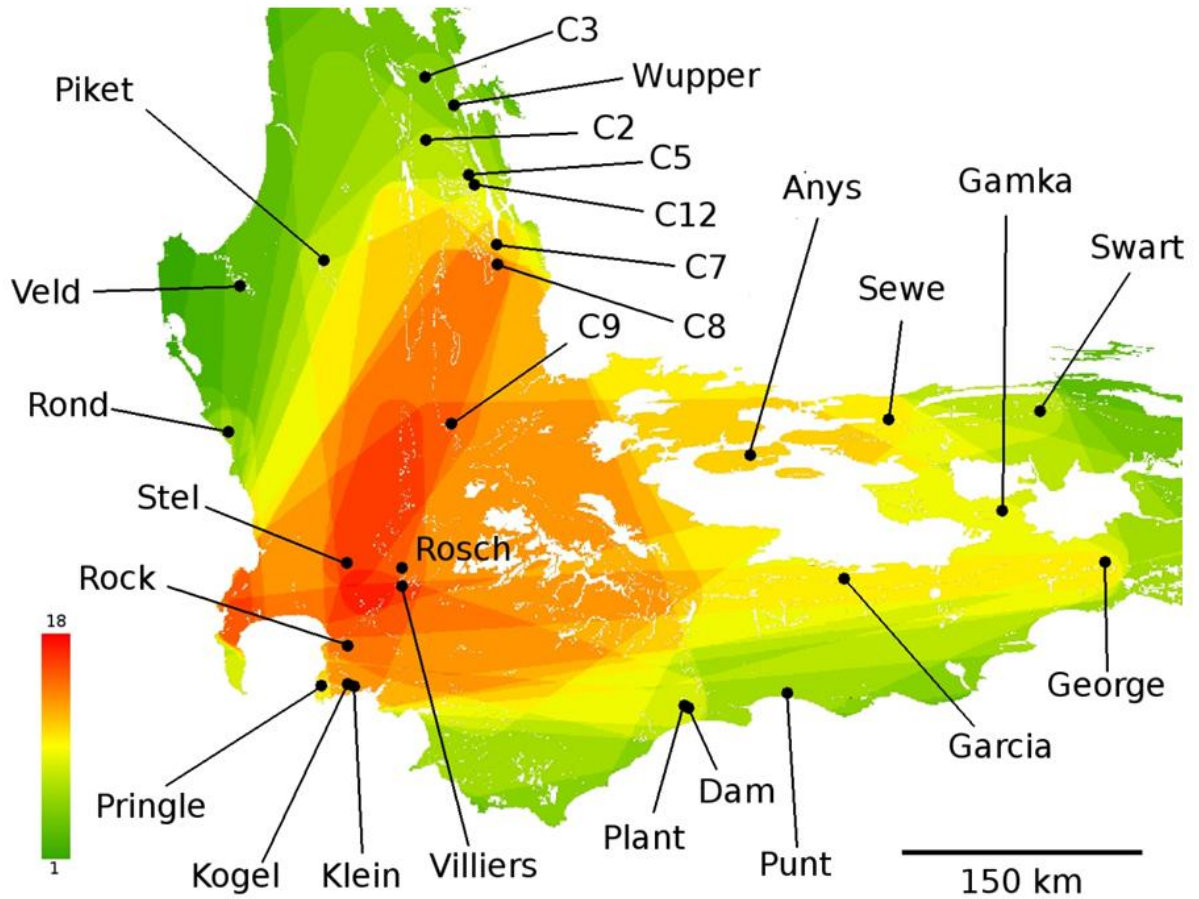 C3
Wupper
Piket
C2
C5
Anys
Gamka
C12
Swart
C7
Veld
Sewe
C9
C8
Rond
Stel
Rosch
Rock
18
George
Garcia
Dam
Pringle
Plant
Villiers
Punt
1
Kogel
Klein
150 km